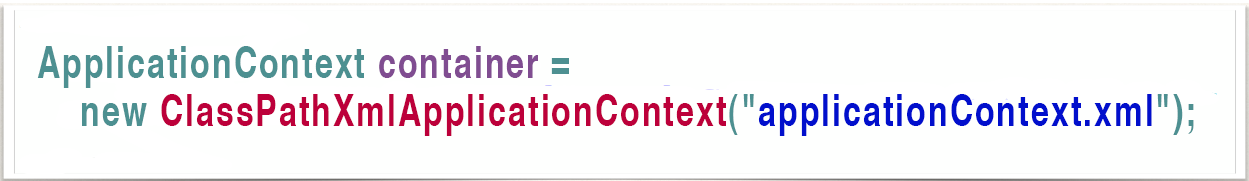 ApplicationContext container =
new ClassPathXmlApplicationContext("applicationContext.xml");